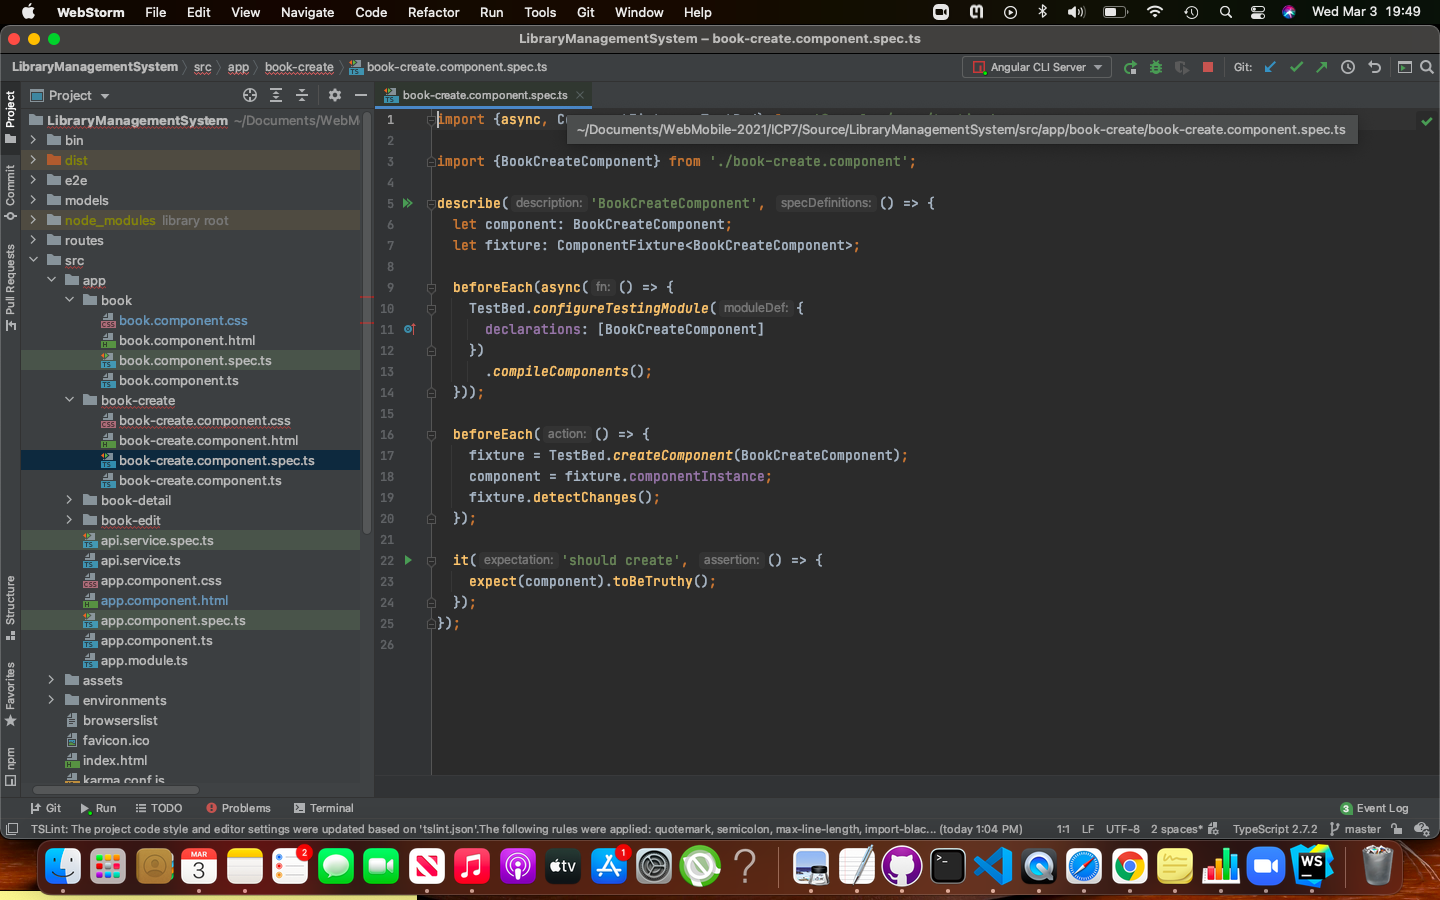 WebStorm File Edit View Navigate Code Refactor Run Tools Git Window Help Wed Mar 3 19:49
LibraryManagementSystem – book-create.component.spec.ts
LibraryManagementSystem src app book-create book-create.component.spec.ts Angular CLI Server Git:
Project
book-create.component.spec.ts
Project
Commit
Pull Requests
Structure
Favorites
npm
LibraryManagementSystem ~/Documents/WebM
bin
dist
e2e
models
node_modules library root
routes
src
app
book
book.component.css
book.component.html
book.component.spec.ts
book.component.ts
book-create
book-create.component.css
book-create.component.html
book-create.component.spec.ts
book-create.component.ts
book-detail
book-edit
api.service.spec.ts
api.service.ts
app.component.css
app.component.html
app.component.spec.ts
app.component.ts
app.module.ts
assets
environments
browserslist
favicon.ico
index.html
karma.conf.js
1 import {async, Co
~/Documents/WebMobile-2021/ICP7/Source/LibraryManagementSystem/src/app/book-create/book-create.component.spec.ts
2
3 import {BookCreateComponent} from './book-create.component';
4
5 describe( description: 'BookCreateComponent', specDefinitions: () => {
6 let component: BookCreateComponent;
7 let fixture: ComponentFixture<BookCreateComponent>;
8
9 beforeEach(async( fn: () => {
10 TestBed.configureTestingModule( moduleDef: {
11 declarations: [BookCreateComponent]
12 })
13 .compileComponents();
14 }));
15
16 beforeEach( action: () => {
17 fixture = TestBed.createComponent(BookCreateComponent);
18 component = fixture.componentInstance;
19 fixture.detectChanges();
20 });
21
22 it( expectation: 'should create', assertion: () => {
23 expect(component).toBeTruthy();
24 });
25 });
26
Git Run TODO Problems Terminal 3 Event Log
TSLint: The project code style and editor settings were updated based on 'tslint.json'.The following rules were applied: quotemark, semicolon, max-line-length, import-blac... (today 1:04 PM) 1:1 LF UTF-8 2 spaces* TypeScript 2.7.2 master
MAR
3
2
tv
1
WS